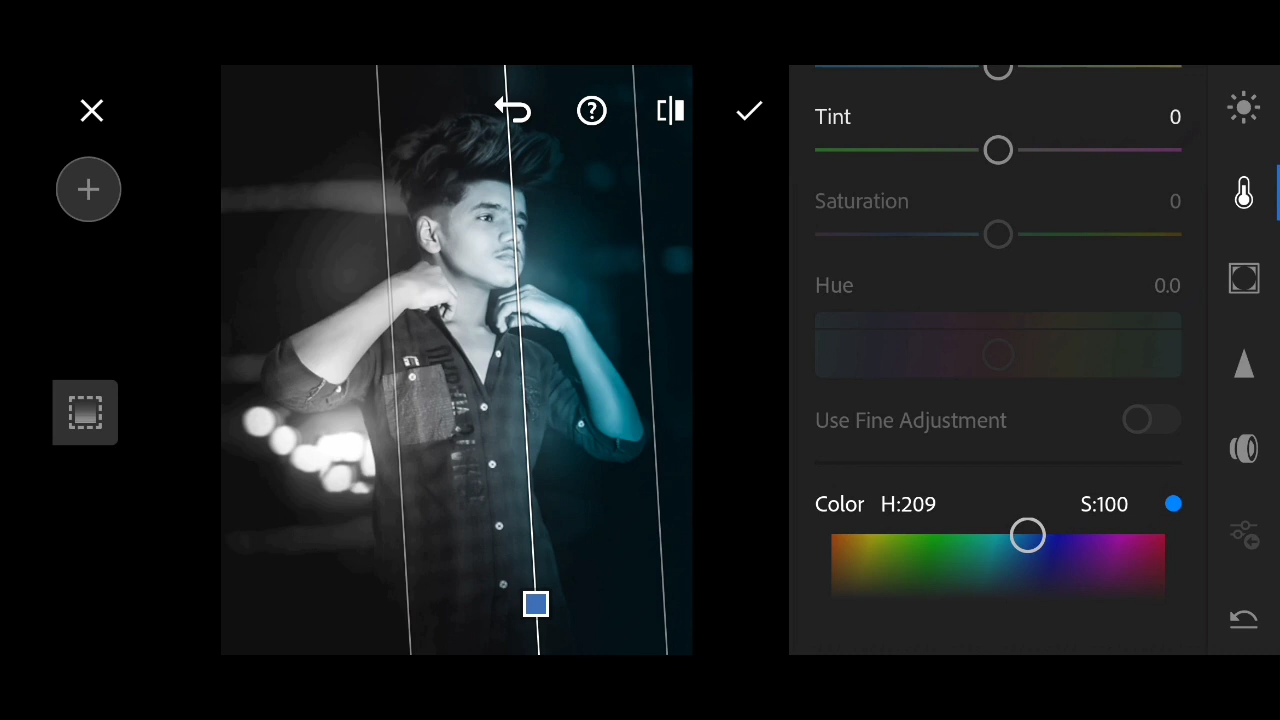 Tint 0
Saturation 0
Hue 0.0
Use Fine Adjustment
Color H:209 S:100